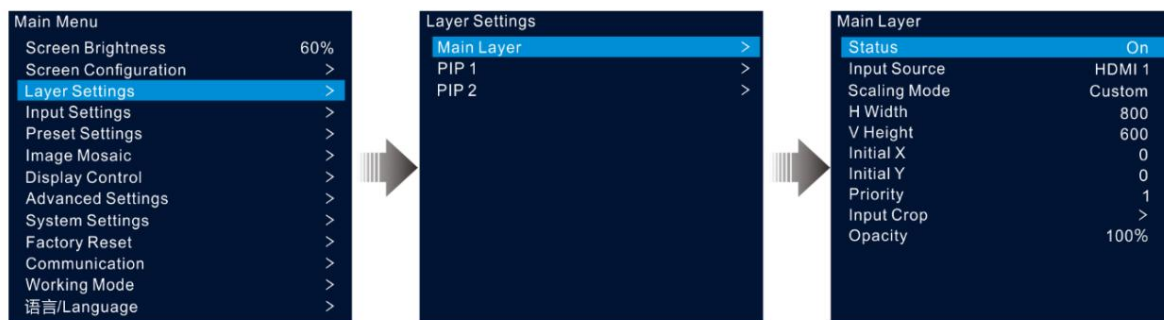 Main Menu
Screen Brightness 60%
Screen Configuration >
Layer Settings >
Input Settings >
Preset Settings >
Image Mosaic >
Display Control >
Advanced Settings >
System Settings >
Factory Reset >
Communication >
Working Mode >
语言/Language >
Layer Settings
Main Layer >
PIP 1 >
PIP 2 >
Main Layer
Status On
Input Source HDMI 1
Scaling Mode Custom
H Width 800
V Height 600
Initial X 0
Initial Y 0
Priority 1
Input Crop >
Opacity 100%